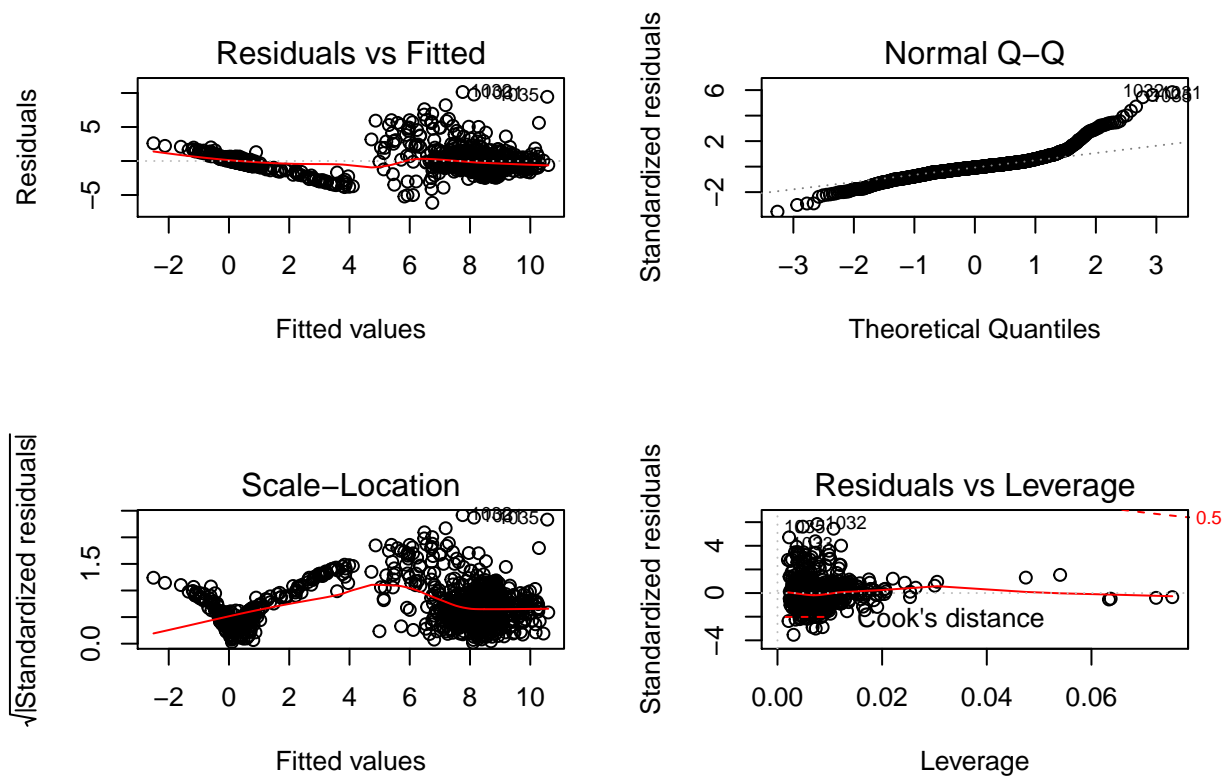 Residuals vs Fitted
Residuals
5
−5
−2 0 2 4 6 8 10
Fitted values
1032
1035
Normal Q−Q
Standardized residuals
6
2
−2
−3 −2 −1 0 1 2 3
Theoretical Quantiles
Scale−Location
√|Standardized residuals|
1.5
0.0
−2 0 2 4 6 8 10
Fitted values
1035
Residuals vs Leverage
Standardized residuals
4
0
−4
0.00 0.02 0.04 0.06
Leverage
1032
Cook's distance
0.5